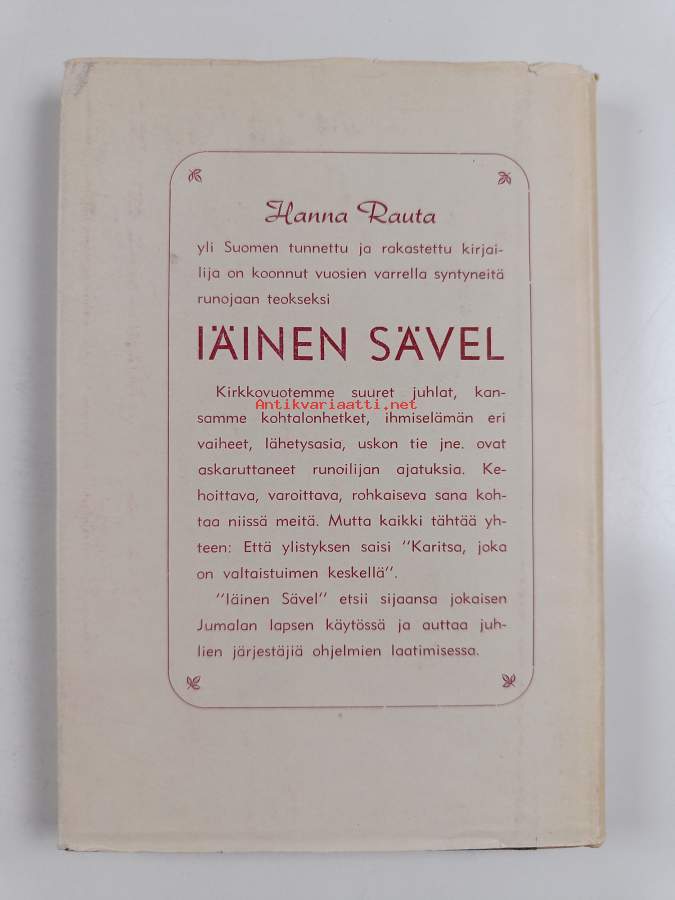 Hanna Rauta
yli Suomen tunnettu ja rakastettu kirjai-
lija on koonnut vuosien varrella syntyneitä
runojaan teokseksi
IÄINEN SÄVEL
Kirkkovuotemme suuret juhlat, kan-
Antikvariaatti.net
samme kohtalonhetket, ihmiselämän eri
vaiheet, lähetysasia, uskon tie jne. ovat
askaruttaneet runoilijan ajatuksia. Ke-
hoittava, varoittava, rohkaiseva sana koh-
taa niissä meitä. Mutta kaikki tähtää yh-
teen: Että ylistyksen saisi "Karitsa, joka
on valtaistuimen keskellä".
"Iäinen Sävel" etsii sijaansa jokaisen
Jumalan lapsen käytössä ja auttaa juh-
lien järjestäjiä ohjelmien laatimisessa.